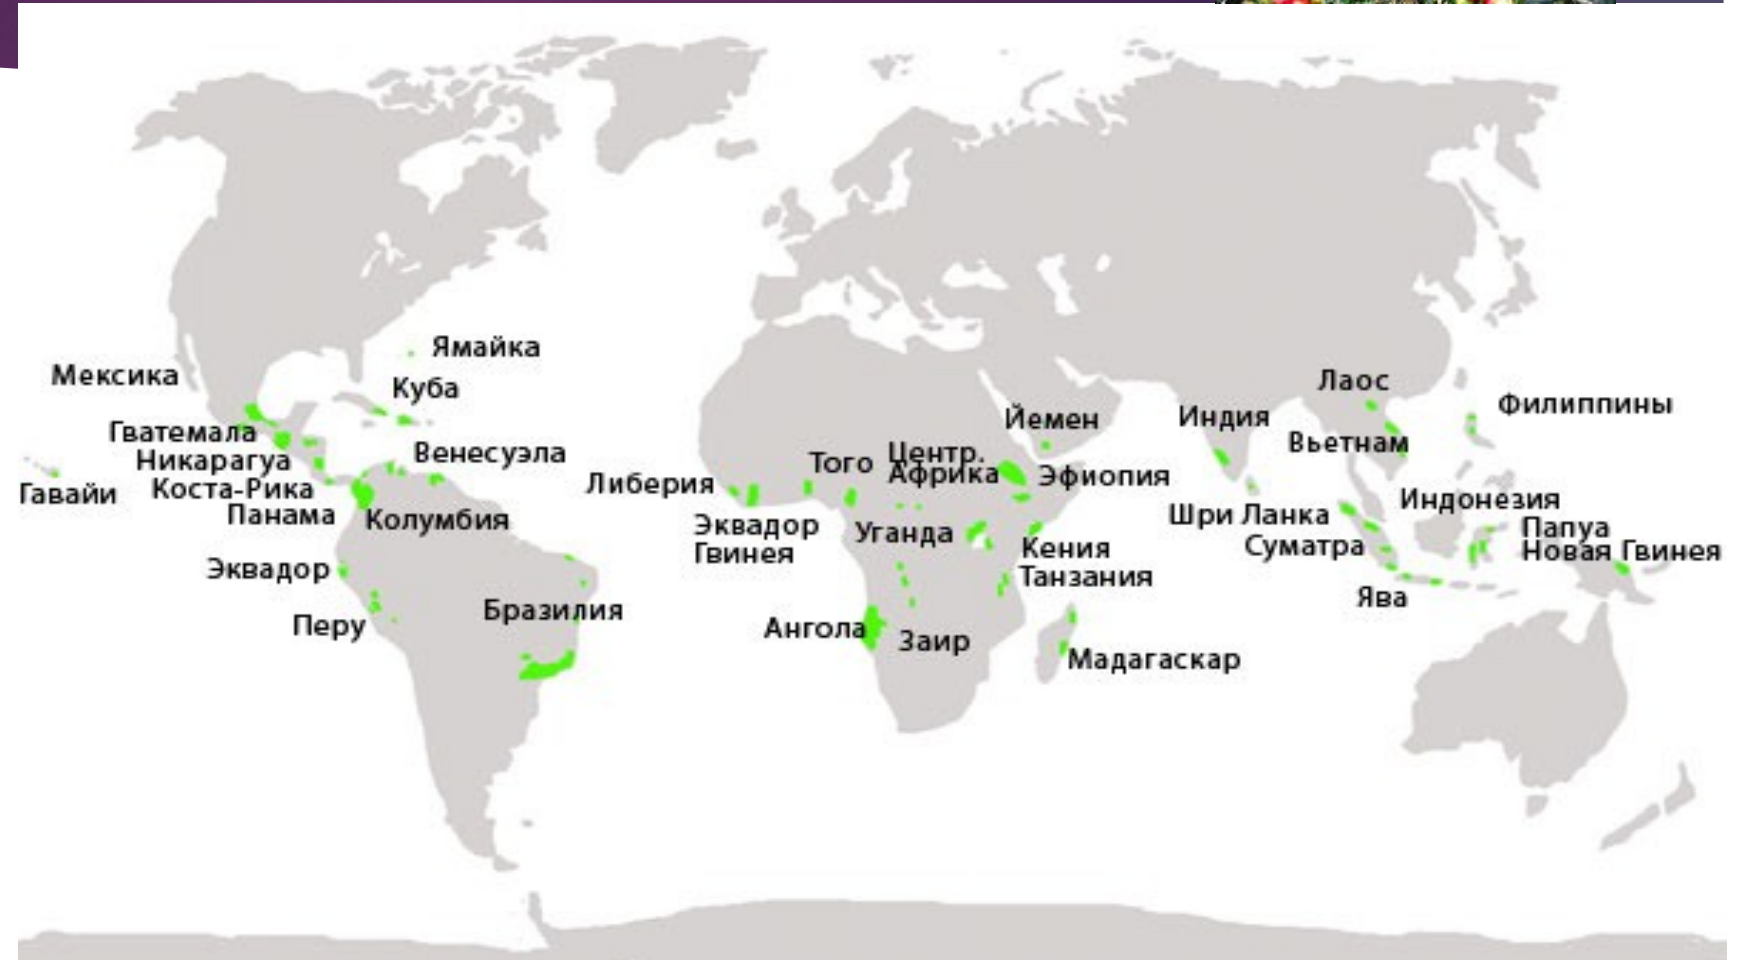 Ямайка
Мексика
Куба
Гватемала
Никарагуа
Венесуэла
Гавайи
Коста-Рика
Панама
Колумбия
Эквадор
Перу
Бразилия
Либерия
Того
Центр.
Африка
Йемен
Эфиопия
Эквадор
Гвинея
Уганда
Кения
Танзания
Ангола
Заир
Мадагаскар
Индия
Лаос
Филиппины
Вьетнам
Шри Ланка
Индонезия
Суматра
Папуа
Новая Гвинея
Ява